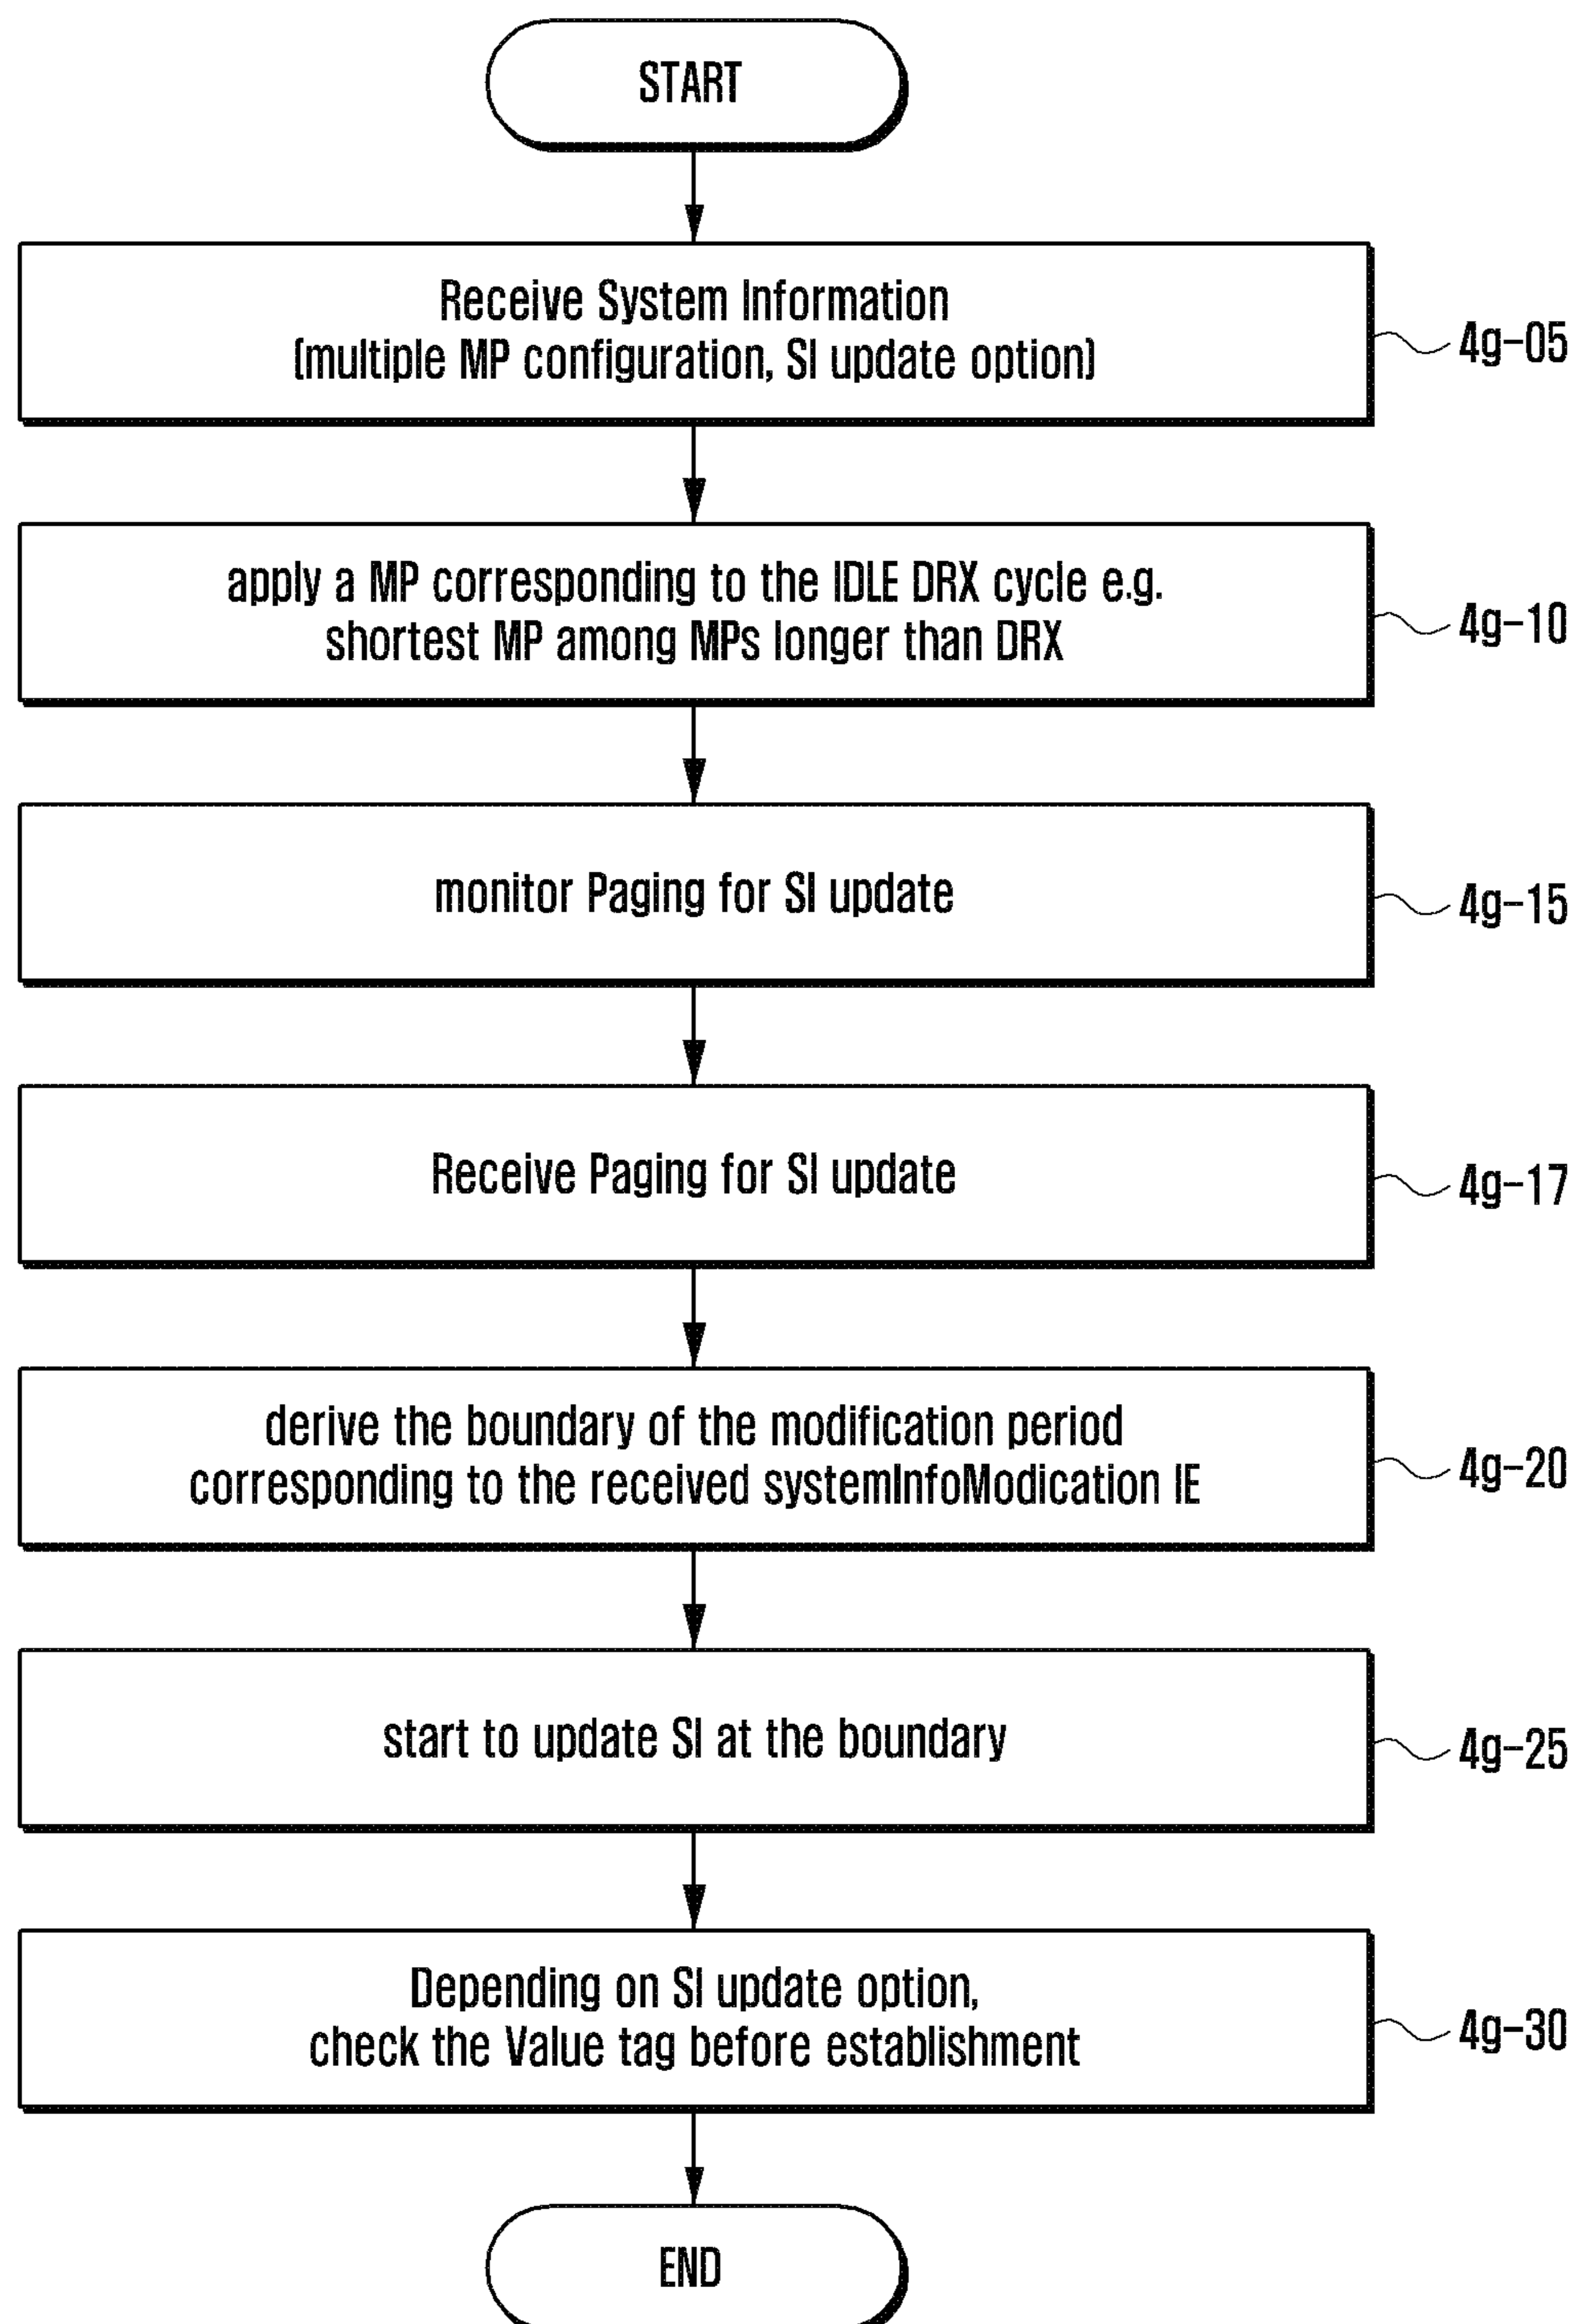 START
Receive System Information
(multiple MP configuration, SI update option)
4g-05
apply a MP corresponding to the IDLE DRX cycle e.g.
shortest MP among MPs longer than DRX
4g-10
monitor Paging for SI update
4g-15
Receive Paging for SI update
4g-17
derive the boundary of the modification period
corresponding to the received systemInfoModication IE
4g-20
start to update SI at the boundary
4g-25
Depending on SI update option,
check the Value tag before establishment
4g-30
END